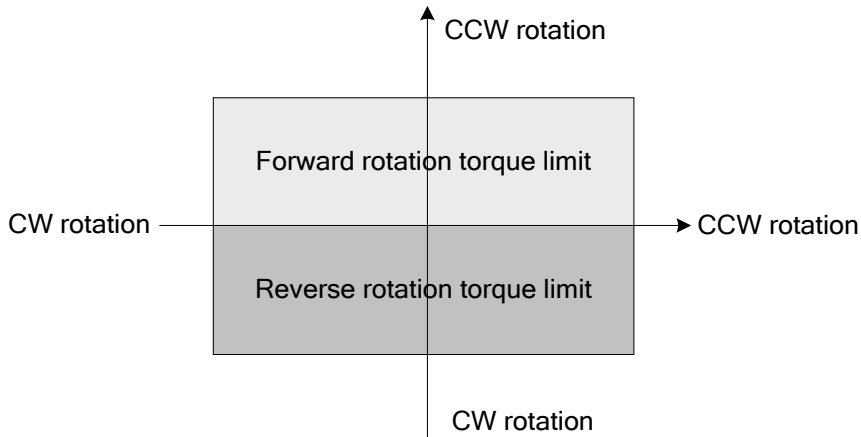 CCW rotation
Forward rotation torque limit
CW rotation
CCW rotation
Reverse rotation torque limit
CW rotation